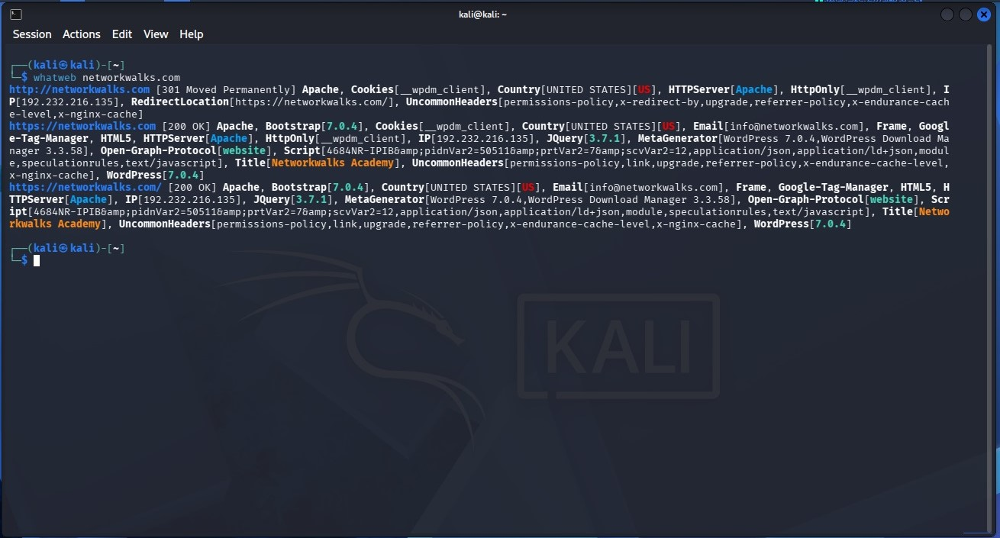 kali@kali: ~
Session Actions Edit View Help
┌──(kali㉿kali)-[~]
└─$ whatweb networkwalks.com
http://networkwalks.com [301 Moved Permanently] Apache, Cookies[__wpdm_client], Country[UNITED STATES][US], HTTPServer[Apache], HttpOnly[__wpdm_client], I
P[192.232.216.135], RedirectLocation[https://networkwalks.com/], UncommonHeaders[permissions-policy,x-redirect-by,upgrade,referrer-policy,x-endurance-cach
e-level,x-nginx-cache]
https://networkwalks.com [200 OK] Apache, Bootstrap[7.0.4], Cookies[__wpdm_client], Country[UNITED STATES][US], Email[info@networkwalks.com], Frame, Googl
e-Tag-Manager, HTML5, HTTPServer[Apache], HttpOnly[__wpdm_client], IP[192.232.216.135], JQuery[3.7.1], MetaGenerator[WordPress 7.0.4,WordPress Download Ma
nager 3.3.58], Open-Graph-Protocol[website], Script[4684NR-IPIB&amp;pidnVar2=50511&amp;prtVar2=7&amp;scvVar2=12,application/json,application/ld+json,modul
e,speculationrules,text/javascript], Title[Networkwalks Academy], UncommonHeaders[permissions-policy,link,upgrade,referrer-policy,x-endurance-cache-level,
x-nginx-cache], WordPress[7.0.4]
https://networkwalks.com/ [200 OK] Apache, Bootstrap[7.0.4], Country[UNITED STATES][US], Email[info@networkwalks.com], Frame, Google-Tag-Manager, HTML5, H
TTPServer[Apache], IP[192.232.216.135], JQuery[3.7.1], MetaGenerator[WordPress 7.0.4,WordPress Download Manager 3.3.58], Open-Graph-Protocol[website], Scr
ipt[4684NR-IPIB&amp;pidnVar2=50511&amp;prtVar2=7&amp;scvVar2=12,application/json,application/ld+json,module,speculationrules,text/javascript], Title[Netwo
rkwalks Academy], UncommonHeaders[permissions-policy,link,upgrade,referrer-policy,x-endurance-cache-level,x-nginx-cache], WordPress[7.0.4]
┌──(kali㉿kali)-[~]
└─$
KALI